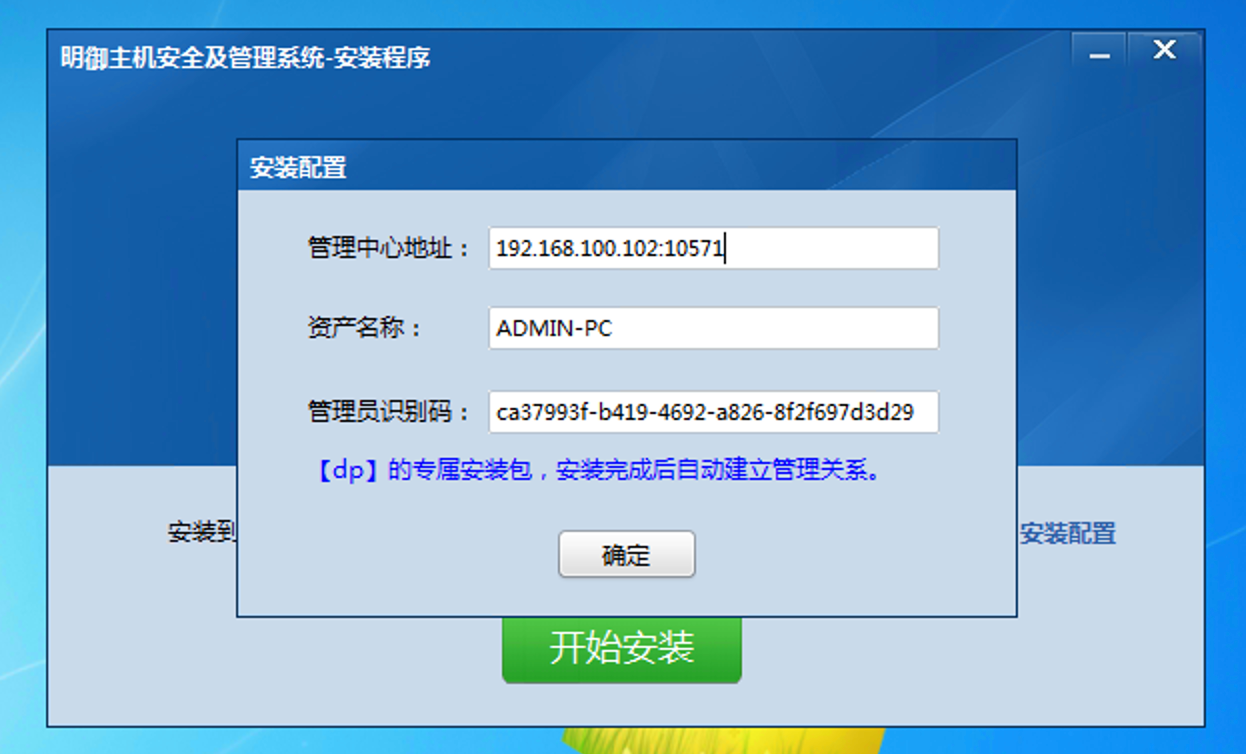 明御主机安全及管理系统-安装程序
安装配置
管理中心地址： 192.168.100.102:10571
资产名称： ADMIN-PC
管理员识别码： ca37993f-b419-4692-a826-8f2f697d3d29
【dp】的专属安装包，安装完成后自动建立管理关系。
安装到 安装配置
确定
开始安装